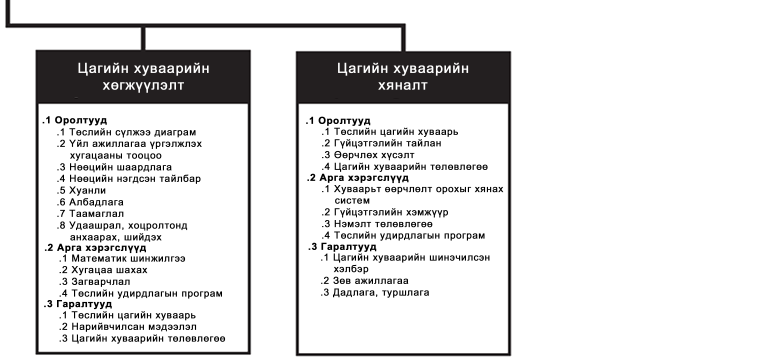 Цагийн хуваарийн
хөгжүүлэлт
.1 Оролтууд
.1 Төслийн сүлжээ диаграм
.2 Үйл ажиллагаа үргэлжлэх
хугацааны тооцоо
.3 Нөөцийн шаардлага
.4 Нөөцийн нэгдсэн тайлбар
.5 Хуанли
.6 Албадлага
.7 Таамаглал
.8 Удаашрал, хоцролтонд
анхаарах, шийдэх
.2 Арга хэрэгслүүд
.1 Математик шинжилгээ
.2 Хугацаа шахах
.3 Загварчлал
.4 Төслийн удирдлагын програм
.3 Гаралтууд
.1 Төслийн цагийн хуваарь
.2 Нарийвчилсан мэдээлэл
.3 Цагийн хуваарийн төлөвлөгөө
Цагийн хуваарийн
хяналт
.1 Оролтууд
.1 Төслийн цагийн хуваарь
.2 Гүйцэтгэлийн тайлан
.3 Өөрчлөх хүсэлт
.4 Цагийн хуваарийн төлөвлөгөө
.2 Арга хэрэгслүүд
.1 Хуваарьт өөрчлөлт орохыг хянах
систем
.2 Гүйцэтгэлийн хэмжүүр
.3 Нэмэлт төлөвлөгөө
.4 Төслийн удирдлагын програм
.3 Гаралтууд
.1 Цагийн хуваарийн шинэчилсэн
хэлбэр
.2 Зөв ажиллагаа
.3 Дадлага, туршлага